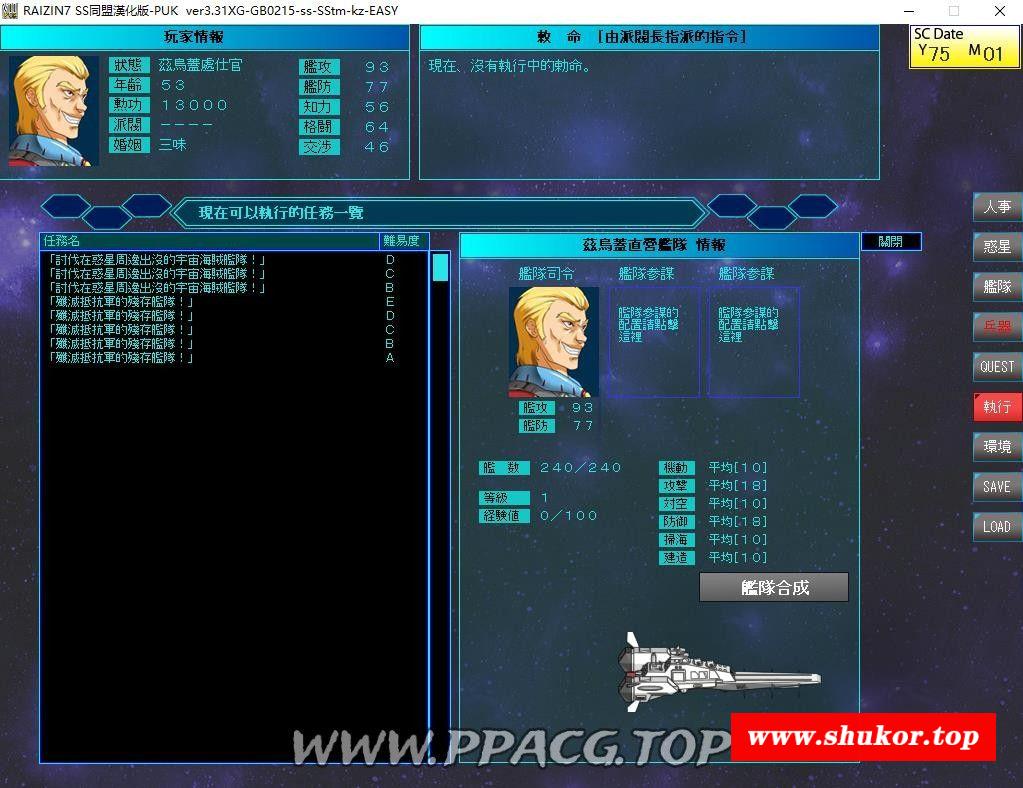 RAIZIN7 SS同盟漢化版-PUK ver3.31XG-GB0215-ss-SStm-kz-EASY
玩家情報
敕 命 [由派閥長指派的指令]
SC Date
Y75 M01
狀態 茲烏蓋處仕官
年齡 53
勳功 13000
派閥 ----
婚姻 三昧
艦攻 93
艦防 77
知力 56
格闘 64
交渉 46
現在、沒有執行中的勅命。
現在可以執行的任務一覽
任務名 難易度
「討伐在惑星周邊出沒的宇宙海賊艦隊！」 D
「討伐在惑星周邊出沒的宇宙海賊艦隊！」 C
「討伐在惑星周邊出沒的宇宙海賊艦隊！」 B
「殲滅抵抗軍的殘存艦隊！」 E
「殲滅抵抗軍的殘存艦隊！」 D
「殲滅抵抗軍的殘存艦隊！」 C
「殲滅抵抗軍的殘存艦隊！」 B
「殲滅抵抗軍的殘存艦隊！」 A
茲烏蓋直營艦隊 情報
關閉
艦隊司令 艦隊參謀 艦隊參謀
艦隊參謀的
配置請點擊
這裡
艦隊參謀的
配置請點擊
這裡
艦攻 93
艦防 77
艦 数 240／240
等級 1
経験値 0／100
機動 平均[10]
攻撃 平均[18]
対空 平均[10]
防御 平均[18]
掃海 平均[10]
建造 平均[10]
艦隊合成
人事
惑星
艦隊
兵器
QUEST
執行
環境
SAVE
LOAD
WWW.PPACG.TOP
www.shukor.top